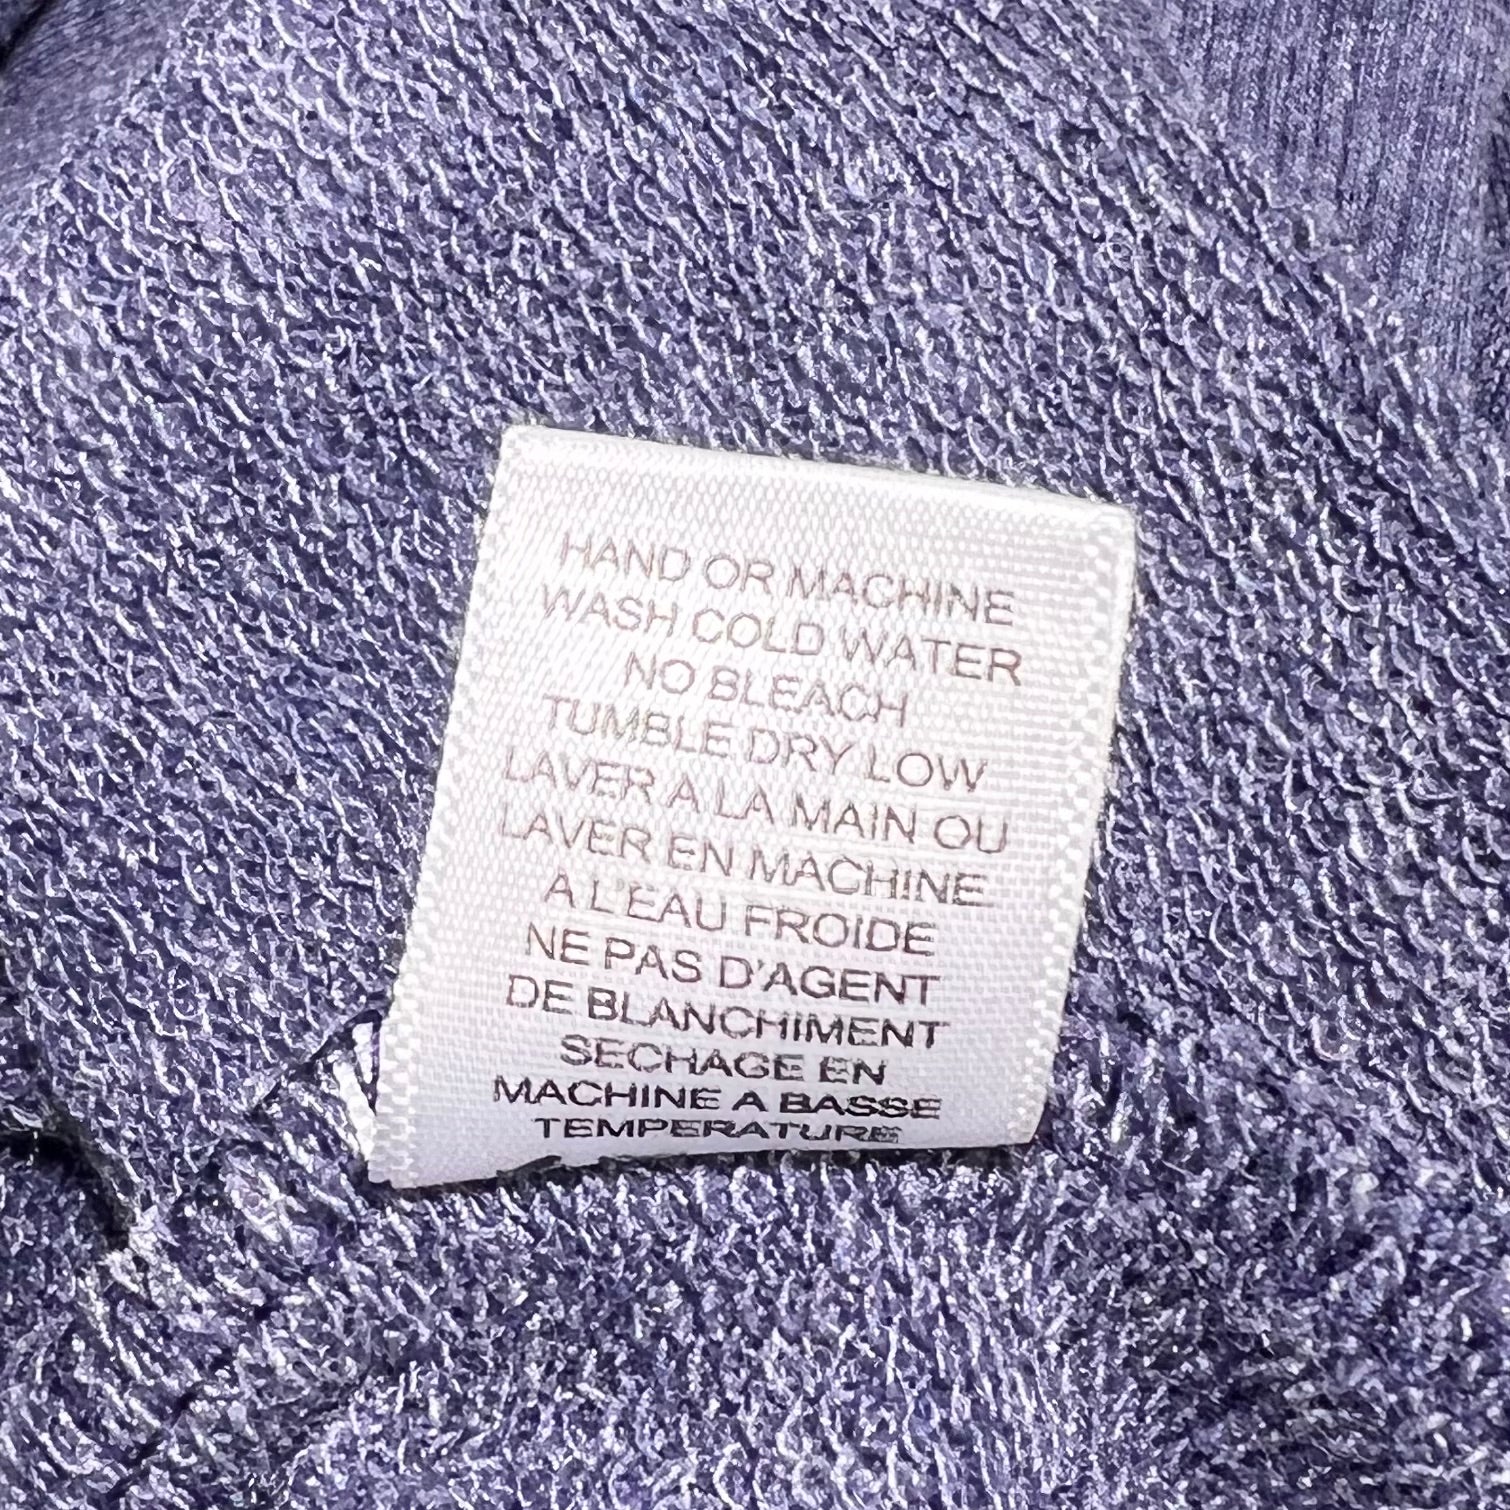 HAND OR MACHINE
WASH COLD WATER
NO BLEACH
TUMBLE DRY LOW
LAVER A LA MAIN OU
LAVER EN MACHINE
A L'EAU FROIDE
NE PAS D'AGENT
DE BLANCHIMENT
SECHAGE EN
MACHINE A BASSE
TEMPERATURE